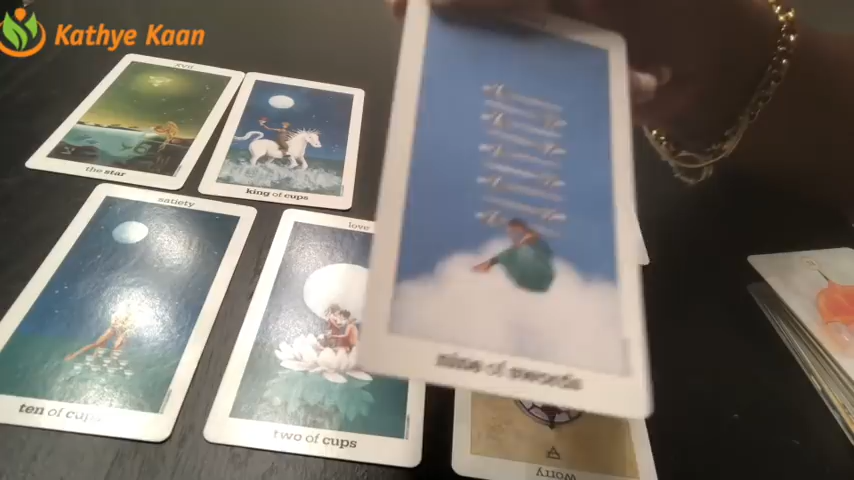 Kathye Kaan
XVII
the star
king of cups
satiety
ten of cups
love
two of cups
nine of swords
Worry